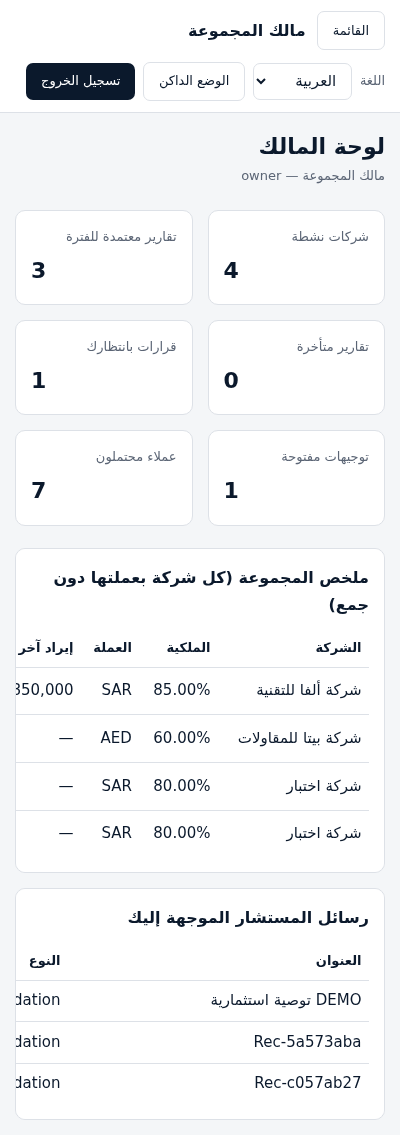 القائمة
مالك المجموعة
اللغة
العربية
الوضع الداكن
تسجيل الخروج
لوحة المالك
مالك المجموعة — owner
شركات نشطة
4
تقارير معتمدة للفترة
3
تقارير متأخرة
0
قرارات بانتظارك
1
توجيهات مفتوحة
1
عملاء محتملون
7
ملخص المجموعة (كل شركة بعملتها دون
جمع)
الشركة الملكية العملة إيراد آخر
شركة ألفا للتقنية 85.00% SAR 350,000
شركة بيتا للمقاولات 60.00% AED —
شركة اختبار 80.00% SAR —
شركة اختبار 80.00% SAR —
رسائل المستشار الموجهة إليك
العنوان النوع
DEMO توصية استثمارية
Rec-5a573aba
Rec-c057ab27